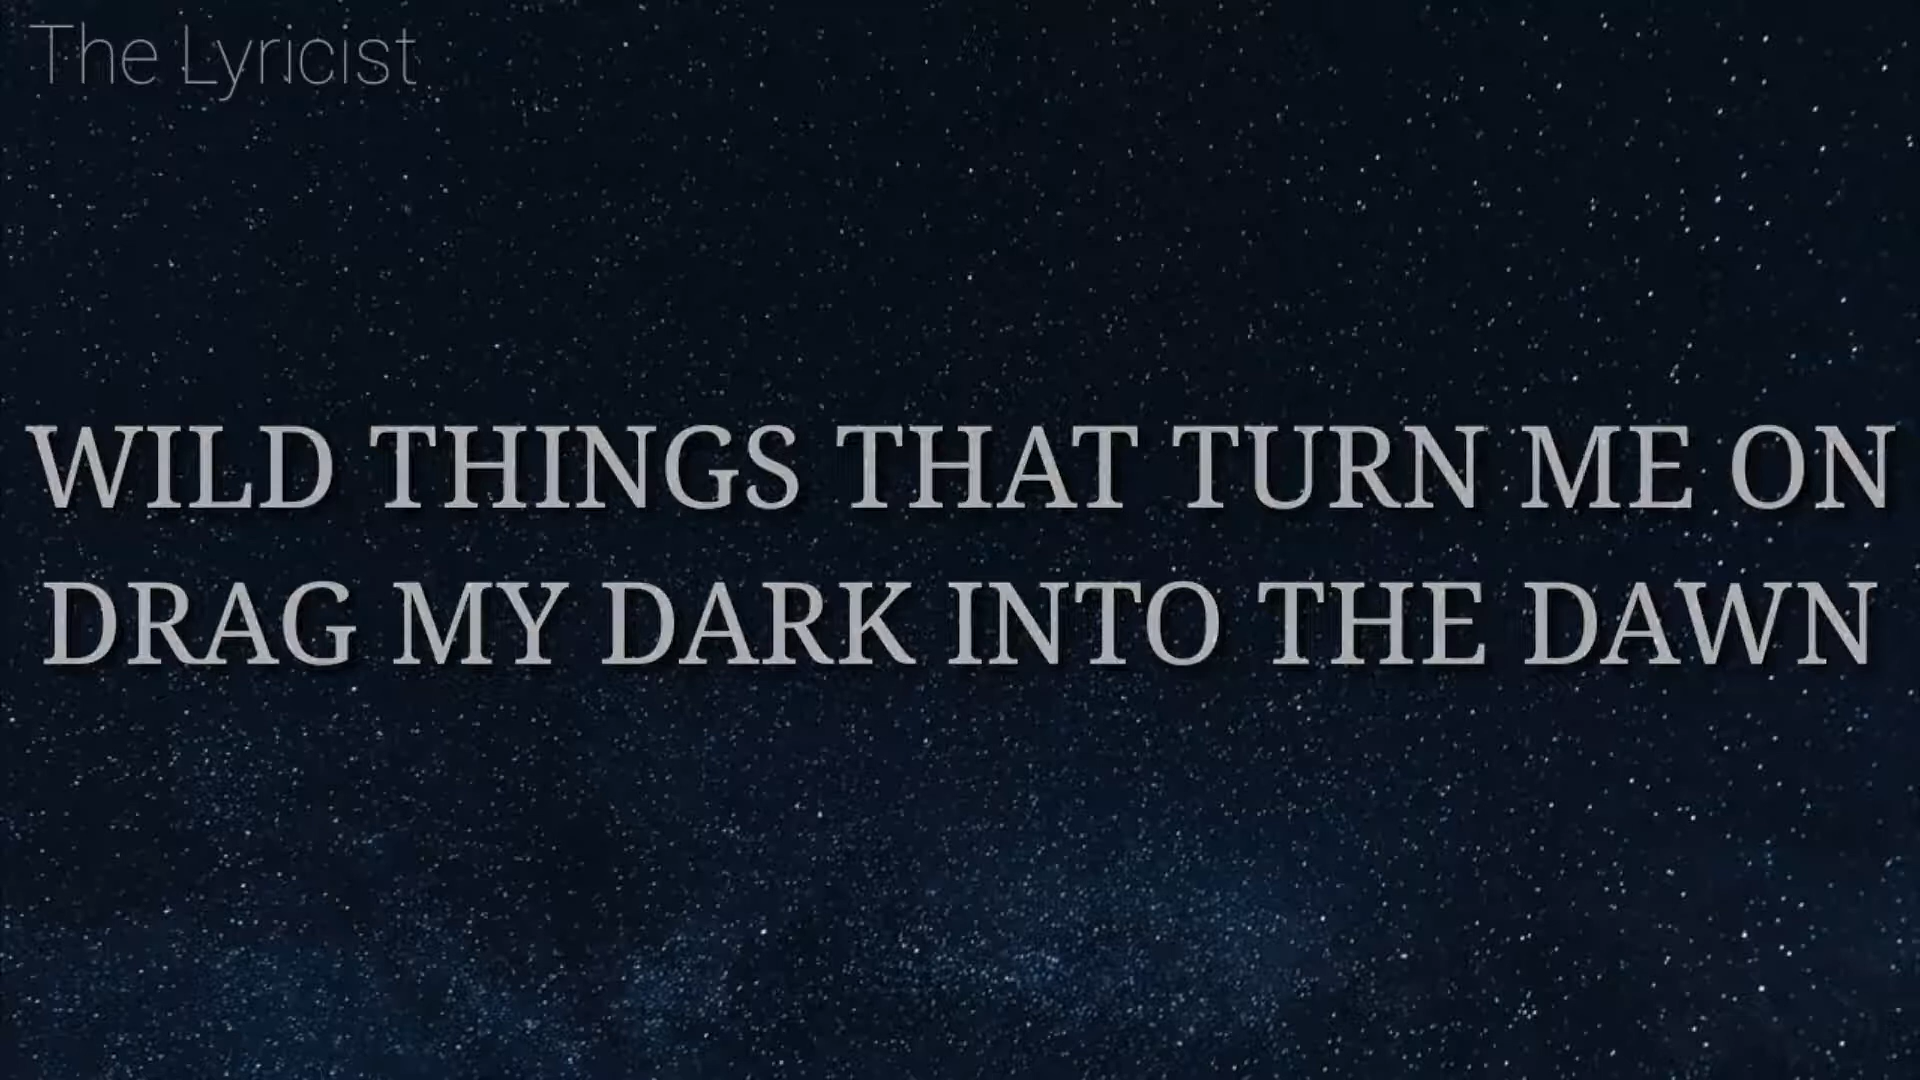 The Lyricist
WILD THINGS THAT TURN ME ON
DRAG MY DARK INTO THE DAWN